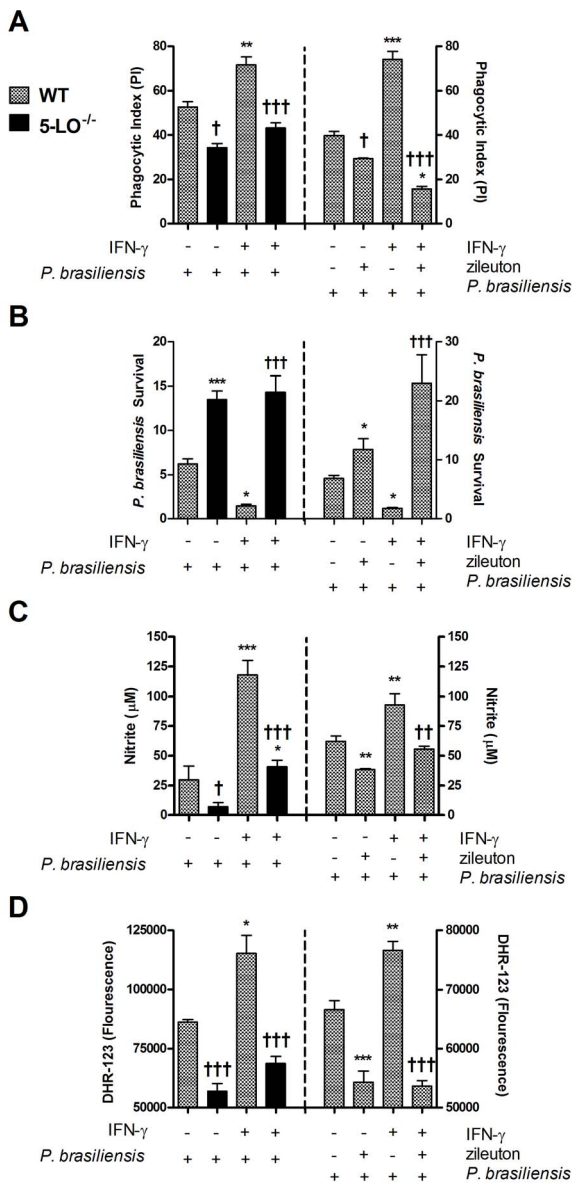 A
WT
5-LO-/-
Phagocytic Index (PI)
80
60
40
20
0
**
†
†††
***
†
†††
*
80
60
40
20
0
Phagocytic Index (PI)
IFN-γ - - + + - - + + IFN-γ
- + - + zileuton
P. brasiliensis + + + +
+ + + + P. brasiliensis
B
P. brasiliensis Survival
20
15
10
5
0
***
*
†††
*
*
†††
30
20
10
0
P. brasiliensis Survival
IFN-γ - - + + - - + + IFN-γ
- + - + zileuton
P. brasiliensis + + + +
+ + + + P. brasiliensis
C
Nitrite (μM)
150
125
100
75
50
25
0
†
***
†††
*
**
**
††
150
125
100
75
50
25
0
Nitrite (μM)
IFN-γ - - + + - - + + IFN-γ
- + - + zileuton
P. brasiliensis + + + +
+ + + + P. brasiliensis
D
DHR-123 (Flourescence)
125000
100000
75000
50000
†††
*
†††
***
**
†††
80000
70000
60000
50000
DHR-123 (Flourescence)
IFN-γ - - + + - - + + IFN-γ
- + - + zileuton
P. brasiliensis + + + +
+ + + + P. brasiliensis